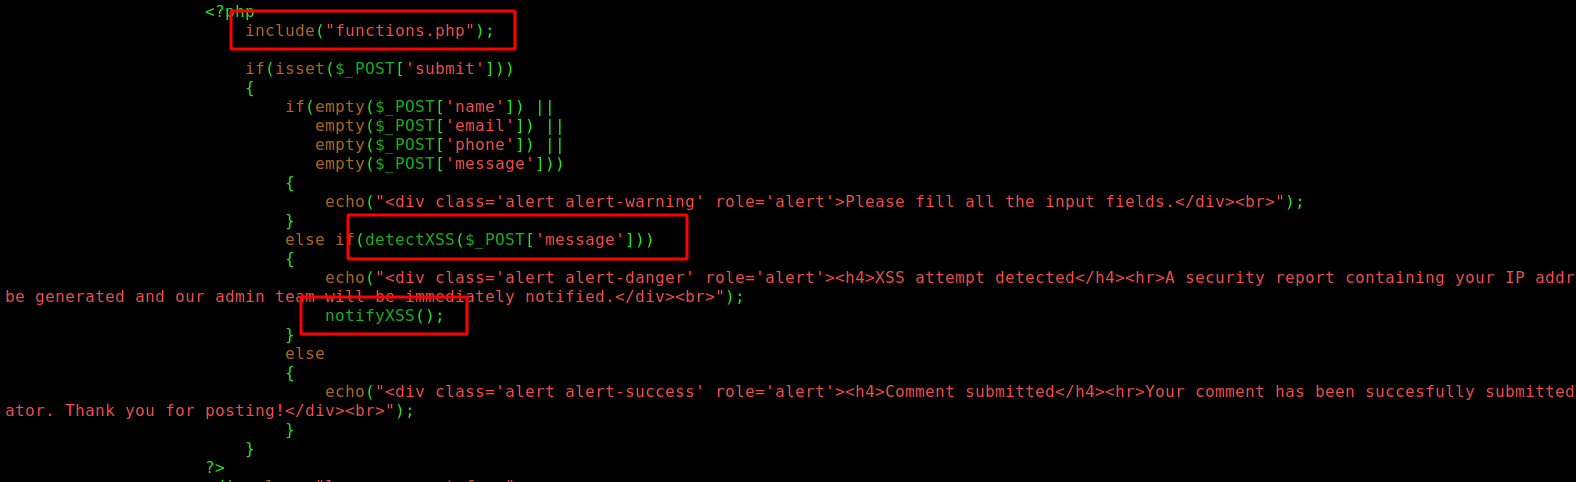 <?php
include("functions.php");
if(isset($_POST['submit']))
{
if(empty($_POST['name']) ||
empty($_POST['email']) ||
empty($_POST['phone']) ||
empty($_POST['message']))
{
echo("<div class='alert alert-warning' role='alert'>Please fill all the input fields.</div><br>");
}
else if(detectXSS($_POST['message']))
{
echo("<div class='alert alert-danger' role='alert'><h4>XSS attempt detected</h4><hr>A security report containing your IP addr
be generated and our admin team will be immediately notified.</div><br>");
notifyXSS();
}
else
{
echo("<div class='alert alert-success' role='alert'><h4>Comment submitted</h4><hr>Your comment has been succesfully submitted
ator. Thank you for posting!</div><br>");
}
}
?>